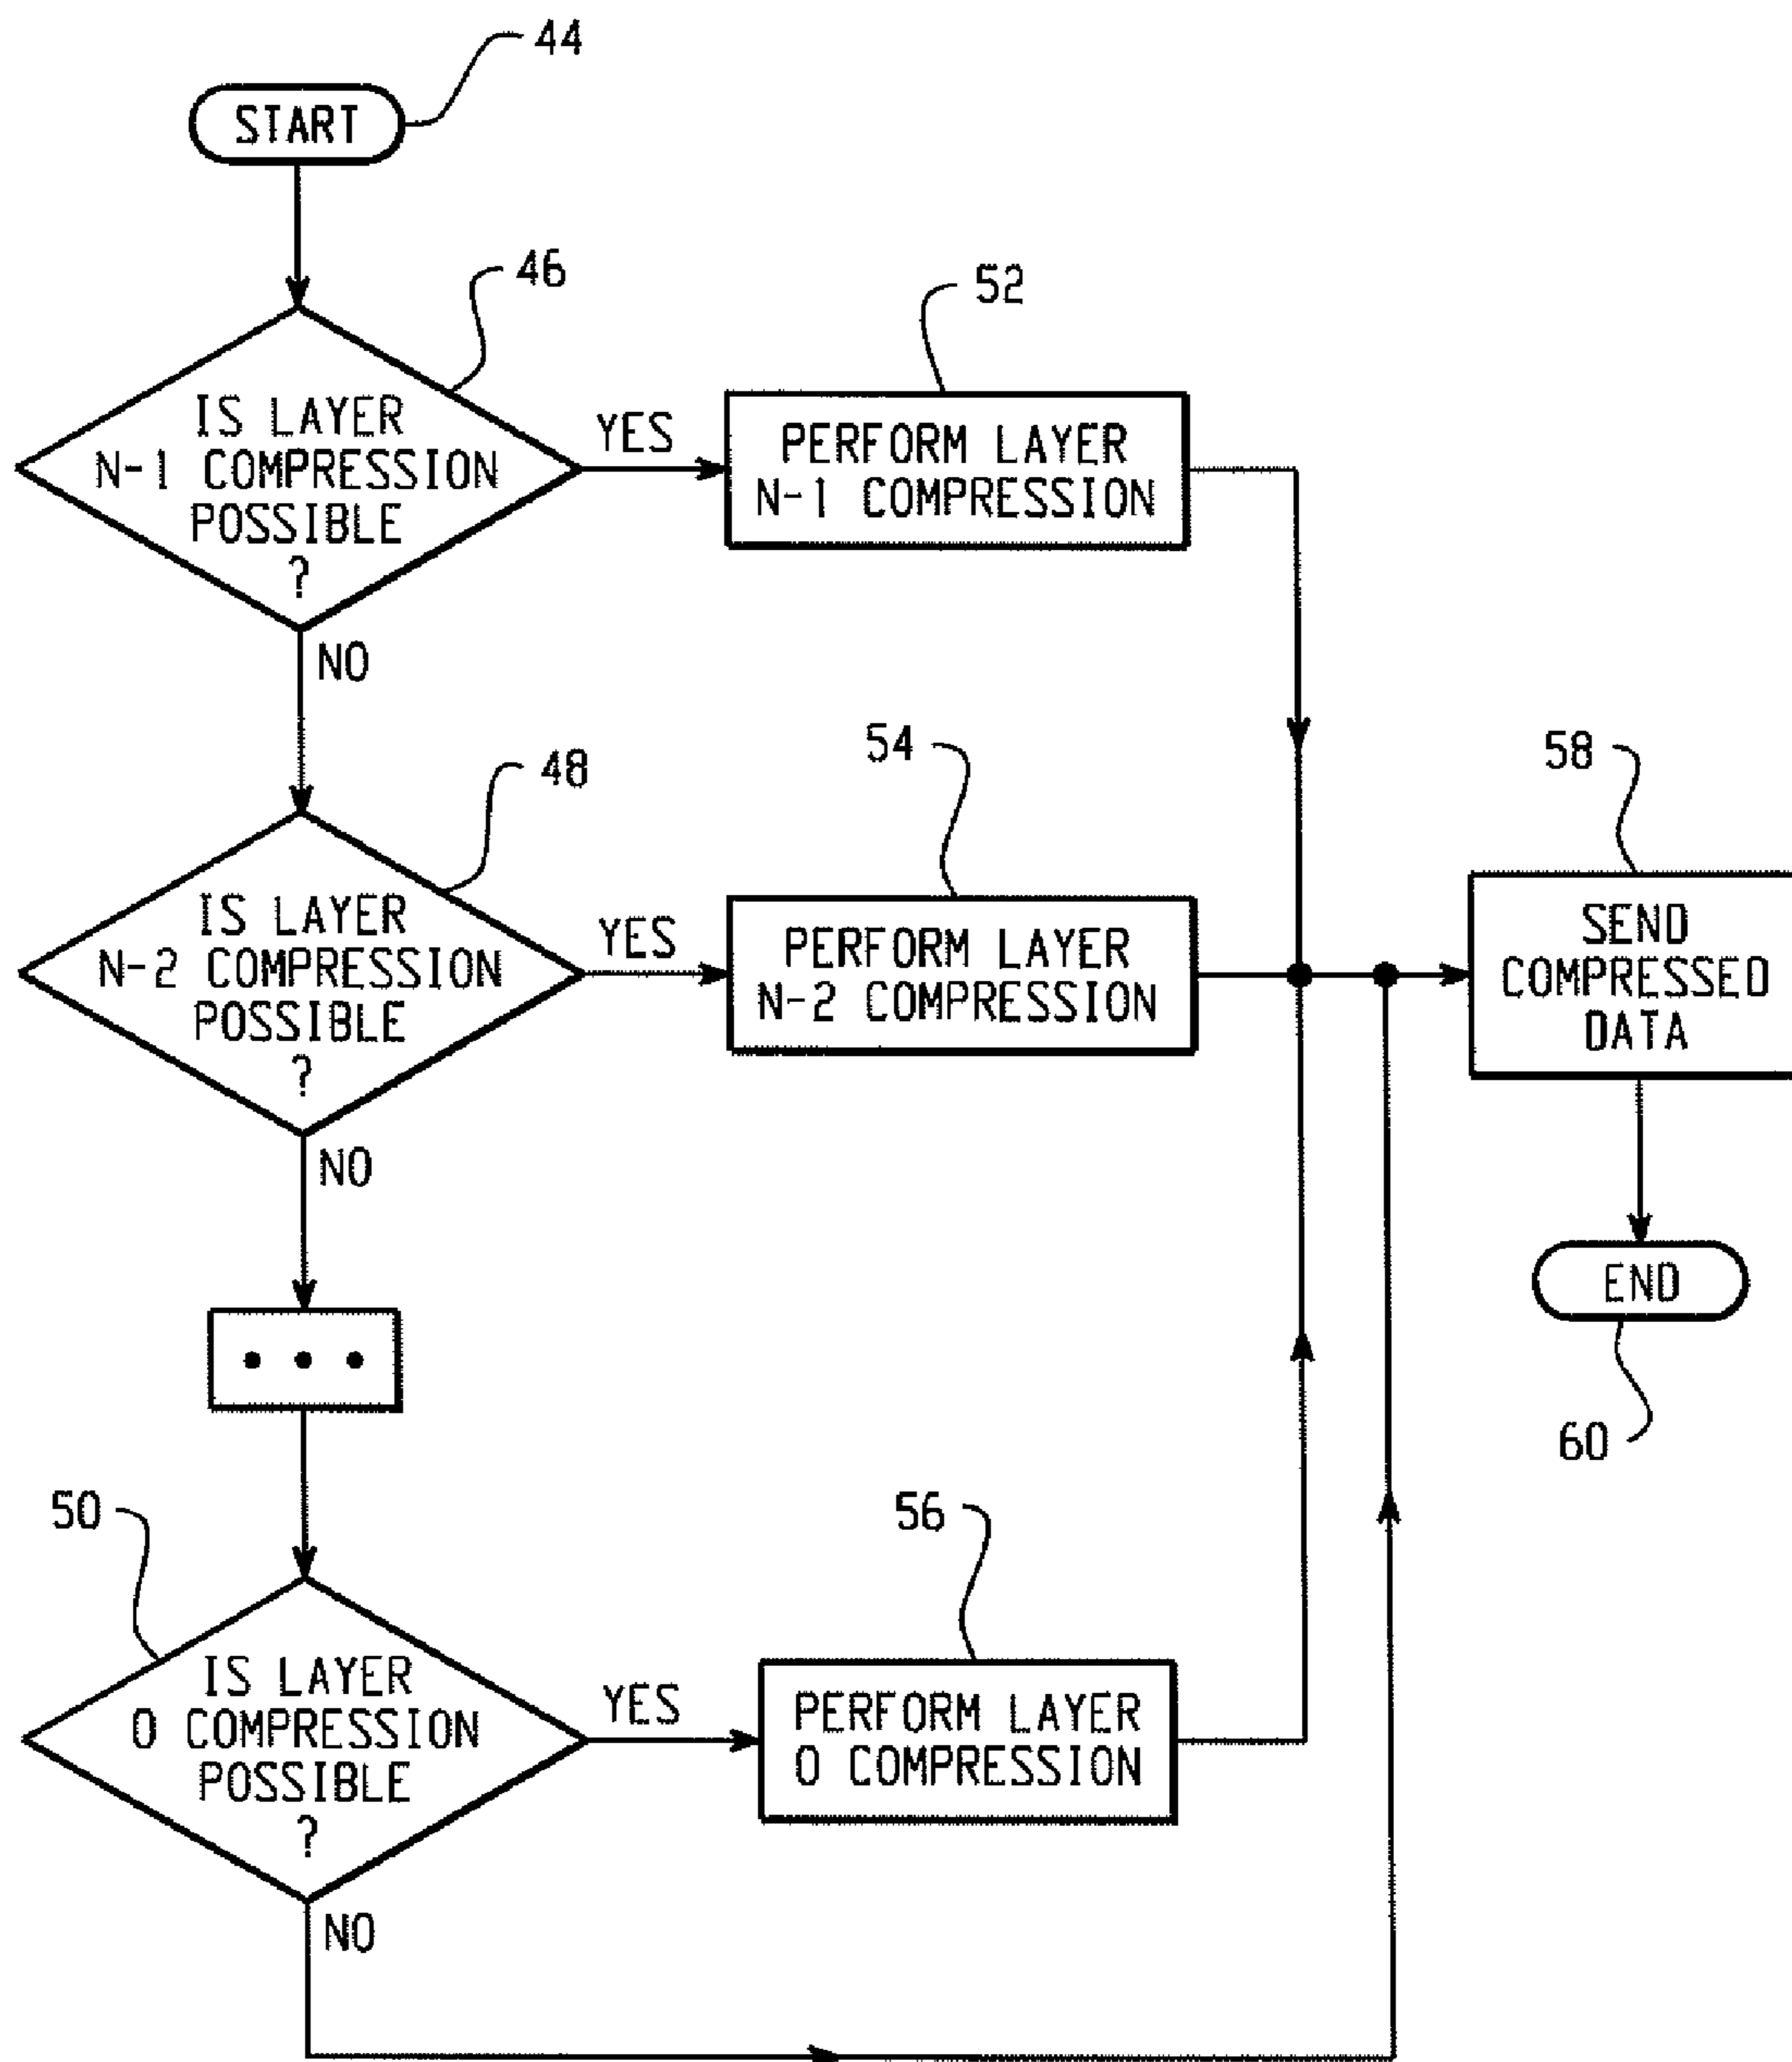 44
START
46
52
IS LAYER
N-1 COMPRESSION
POSSIBLE
?
YES
PERFORM LAYER
N-1 COMPRESSION
NO
48
54
58
IS LAYER
N-2 COMPRESSION
POSSIBLE
?
YES
PERFORM LAYER
N-2 COMPRESSION
SEND
COMPRESSED
DATA
NO
END
60
• • •
50
56
IS LAYER
0 COMPRESSION
POSSIBLE
?
YES
PERFORM LAYER
0 COMPRESSION
NO